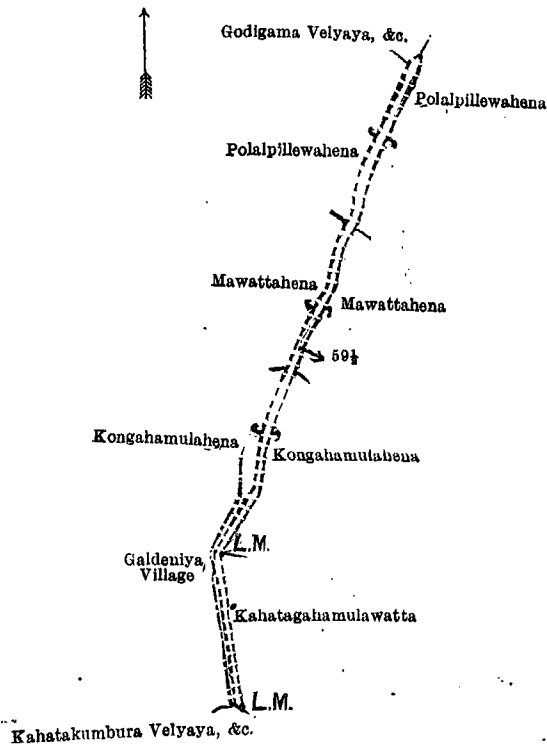 Godigama Velyaya, &c.
Polalpillewahena
Polalpillewahena
Mawattahena
Mawattahena
59½
Kongahamulahena
Kongahamulahena
L.M.
Galdeniya
Village
Kahatagahamulawatta
L.M.
Kahatakumbura Velyaya, &c.